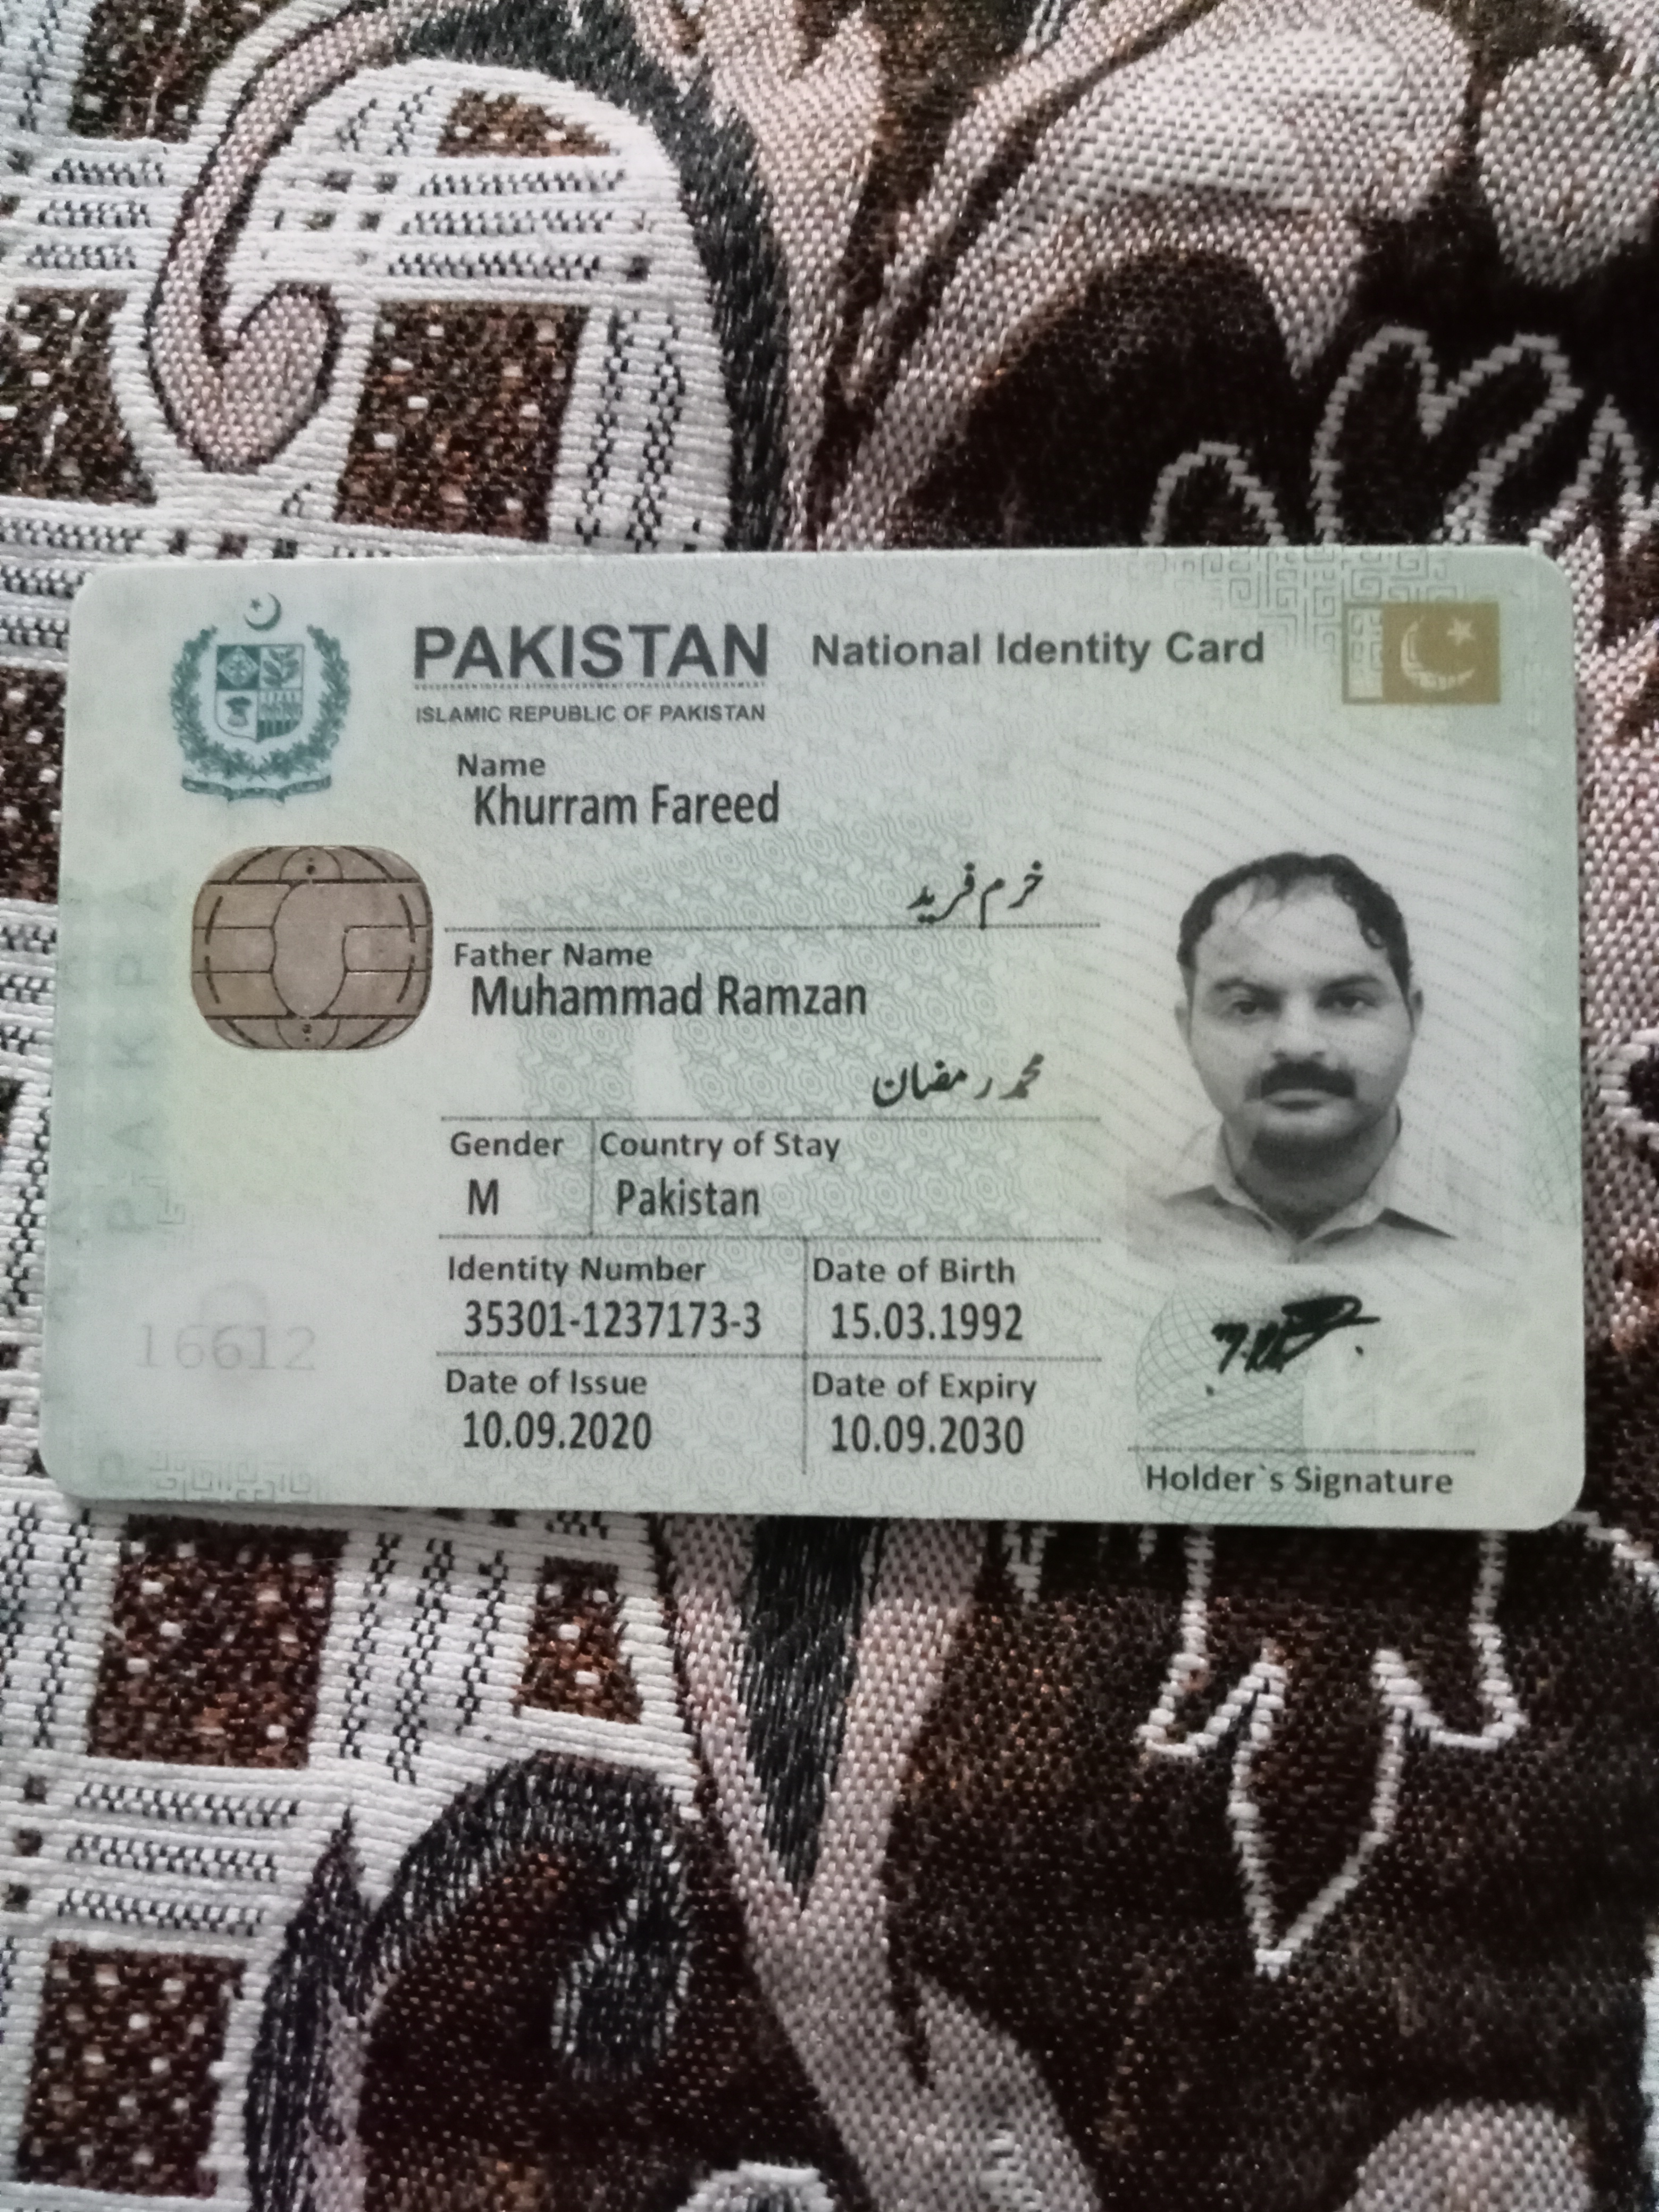 PAKISTAN National Identity Card
ISLAMIC REPUBLIC OF PAKISTAN
Name
Khurram Fareed
خرم فرید
Father Name
Muhammad Ramzan
محمد رمضان
Gender Country of Stay
M Pakistan
Identity Number Date of Birth
35301-1237173-3 15.03.1992
16612
Date of Issue Date of Expiry
10.09.2020 10.09.2030
Holder`s Signature